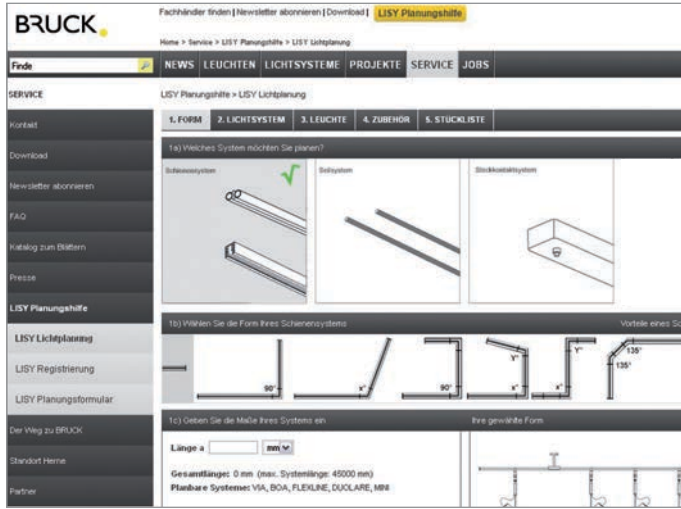 Fachhändler finden | Newsletter abonnieren | Download | LISY Planungshilfe
BRUCK
Home > Service > LISY Planungshilfe > LISY Lichtplanung
Finde
NEWS LEUCHTEN LICHTSYSTEME PROJEKTE SERVICE JOBS
SERVICE
LISY Planungshilfe > LISY Lichtplanung
Kontakt
1. FORM 2. LICHTSYSTEM 3. LEUCHTE 4. ZUBEHÖR 5. STÜCKLISTE
1a) Welches System möchten Sie planen?
Download
Schienensystem Seilsystem Steckkontaktsystem
Newsletter abonnieren
FAQ
Katalog zum Blättern
Presse
LISY Planungshilfe
1b) Wählen Sie die Form Ihres Schienensystems Vorteile eines Sc
LISY Lichtplanung
LISY Registrierung
90° x° 90° Y° x° Y° x° 135° 135°
LISY Planungsformular
Der Weg zu BRUCK
1c) Geben Sie die Maße Ihres Systems ein Ihre gewählte Form
Länge a mm
Standort Herne
Gesamtlänge: 0 mm (max. Systemlänge: 45000 mm)
Planbare Systeme: VIA, BOA, FLEXLINE, DUOLARE, MINI
Partner